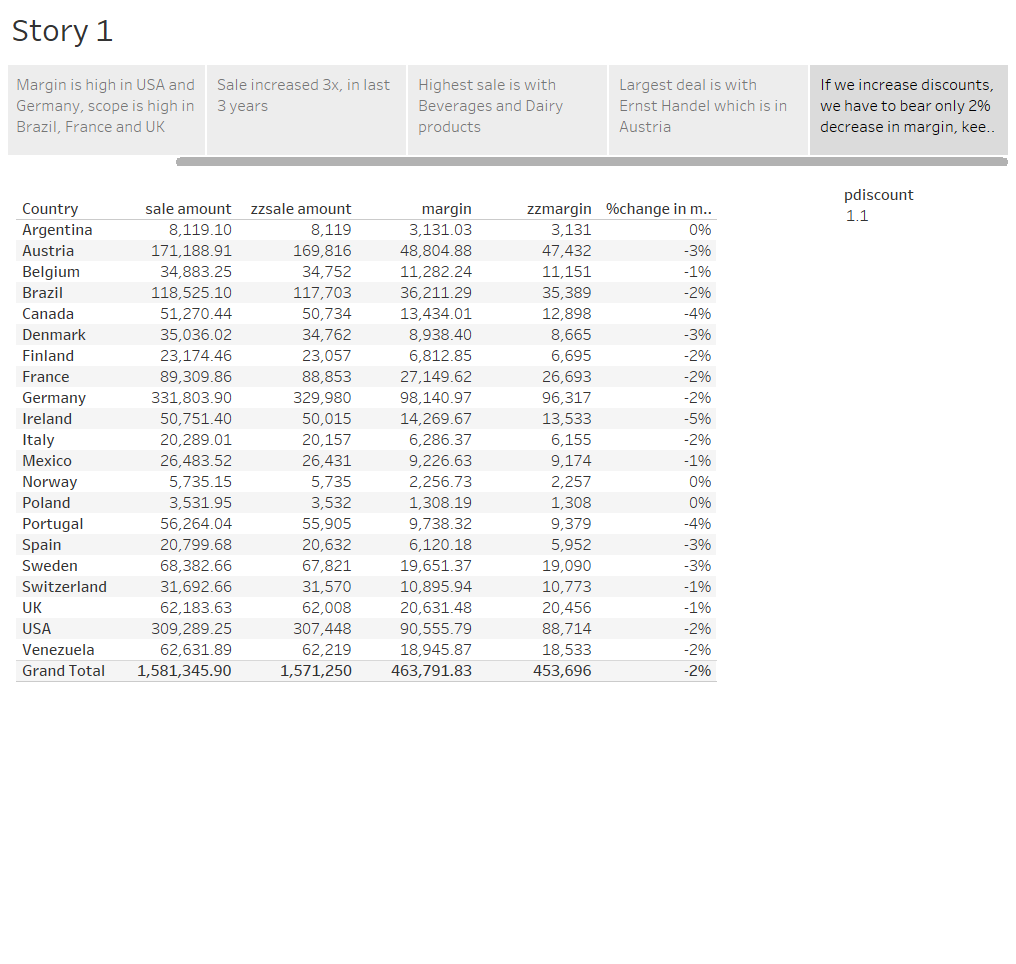 Story 1
Margin is high in USA and
Germany, scope is high in
Brazil, France and UK
Sale increased 3x, in last
3 years
Highest sale is with
Beverages and Dairy
products
Largest deal is with
Ernst Handel which is in
Austria
If we increase discounts,
we have to bear only 2%
decrease in margin, kee..
pdiscount
1.1
Country sale amount zzsale amount margin zzmargin %change in m..
Argentina 8,119.10 8,119 3,131.03 3,131 0%
Austria 171,188.91 169,816 48,804.88 47,432 -3%
Belgium 34,883.25 34,752 11,282.24 11,151 -1%
Brazil 118,525.10 117,703 36,211.29 35,389 -2%
Canada 51,270.44 50,734 13,434.01 12,898 -4%
Denmark 35,036.02 34,762 8,938.40 8,665 -3%
Finland 23,174.46 23,057 6,812.85 6,695 -2%
France 89,309.86 88,853 27,149.62 26,693 -2%
Germany 331,803.90 329,980 98,140.97 96,317 -2%
Ireland 50,751.40 50,015 14,269.67 13,533 -5%
Italy 20,289.01 20,157 6,286.37 6,155 -2%
Mexico 26,483.52 26,431 9,226.63 9,174 -1%
Norway 5,735.15 5,735 2,256.73 2,257 0%
Poland 3,531.95 3,532 1,308.19 1,308 0%
Portugal 56,264.04 55,905 9,738.32 9,379 -4%
Spain 20,799.68 20,632 6,120.18 5,952 -3%
Sweden 68,382.66 67,821 19,651.37 19,090 -3%
Switzerland 31,692.66 31,570 10,895.94 10,773 -1%
UK 62,183.63 62,008 20,631.48 20,456 -1%
USA 309,289.25 307,448 90,555.79 88,714 -2%
Venezuela 62,631.89 62,219 18,945.87 18,533 -2%
Grand Total 1,581,345.90 1,571,250 463,791.83 453,696 -2%